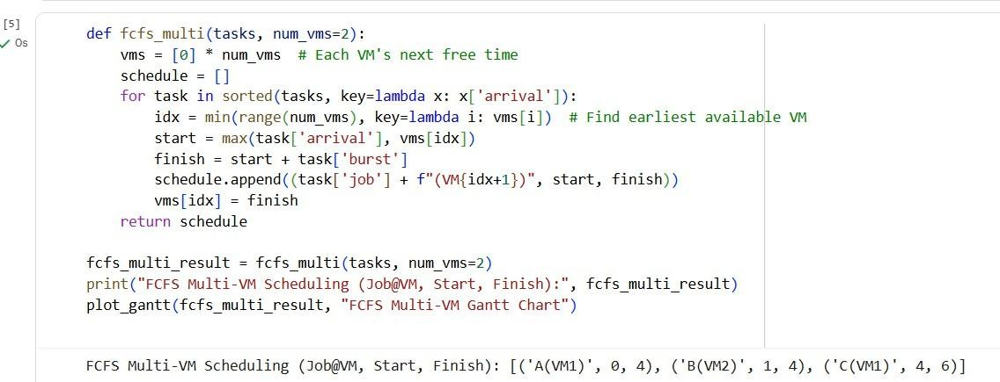 [5]
✓ 0s
def fcfs_multi(tasks, num_vms=2):
    vms = [0] * num_vms  # Each VM's next free time
    schedule = []
    for task in sorted(tasks, key=lambda x: x['arrival']):
        idx = min(range(num_vms), key=lambda i: vms[i])  # Find earliest available VM
        start = max(task['arrival'], vms[idx])
        finish = start + task['burst']
        schedule.append((task['job'] + f"(VM{idx+1})", start, finish))
        vms[idx] = finish
    return schedule

fcfs_multi_result = fcfs_multi(tasks, num_vms=2)
print("FCFS Multi-VM Scheduling (Job@VM, Start, Finish):", fcfs_multi_result)
plot_gantt(fcfs_multi_result, "FCFS Multi-VM Gantt Chart")

FCFS Multi-VM Scheduling (Job@VM, Start, Finish): [('A(VM1)', 0, 4), ('B(VM2)', 1, 4), ('C(VM1)', 4, 6)]